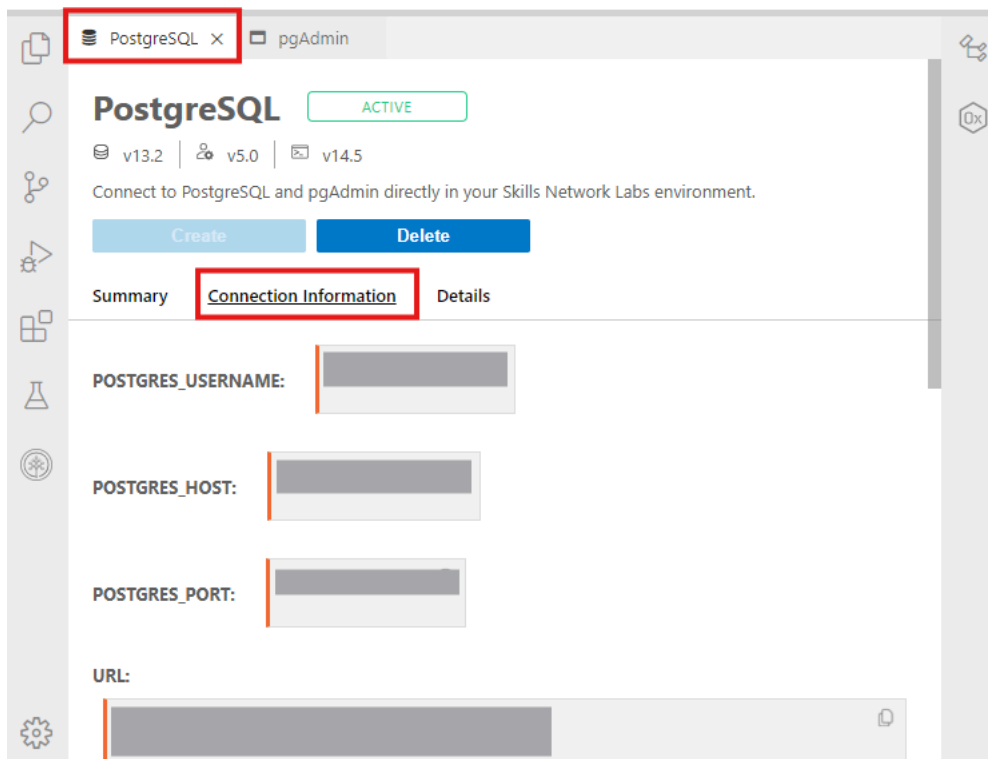 PostgreSQL pgAdmin
PostgreSQL ACTIVE
v13.2 v5.0 v14.5
Connect to PostgreSQL and pgAdmin directly in your Skills Network Labs environment.
Create Delete
Summary Connection Information Details
POSTGRES_USERNAME:
POSTGRES_HOST:
POSTGRES_PORT:
URL: